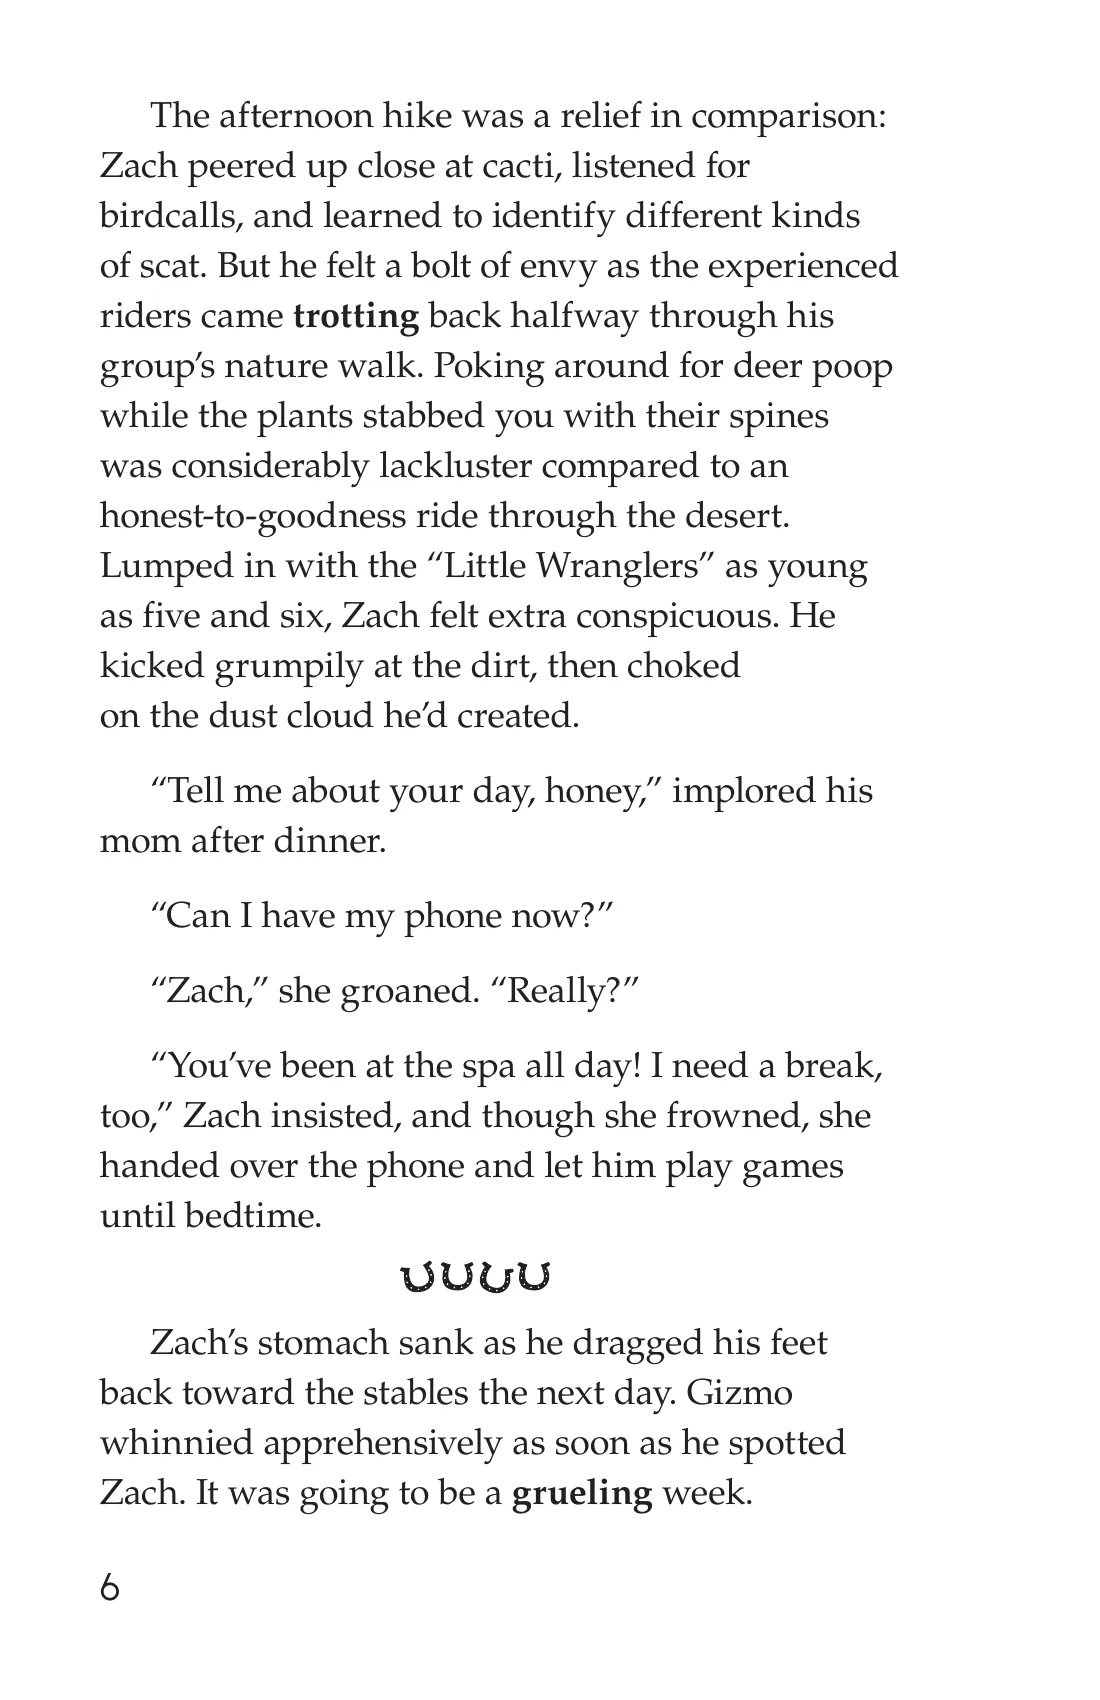 The afternoon hike was a relief in comparison:
Zach peered up close at cacti, listened for
birdcalls, and learned to identify different kinds
of scat. But he felt a bolt of envy as the experienced
riders came trotting back halfway through his
group’s nature walk. Poking around for deer poop
while the plants stabbed you with their spines
was considerably lackluster compared to an
honest-to-goodness ride through the desert.
Lumped in with the “Little Wranglers” as young
as five and six, Zach felt extra conspicuous. He
kicked grumpily at the dirt, then choked
on the dust cloud he’d created.
“Tell me about your day, honey,” implored his
mom after dinner.
“Can I have my phone now?”
“Zach,” she groaned. “Really?”
“You’ve been at the spa all day! I need a break,
too,” Zach insisted, and though she frowned, she
handed over the phone and let him play games
until bedtime.
Zach’s stomach sank as he dragged his feet
back toward the stables the next day. Gizmo
whinnied apprehensively as soon as he spotted
Zach. It was going to be a grueling week.
6